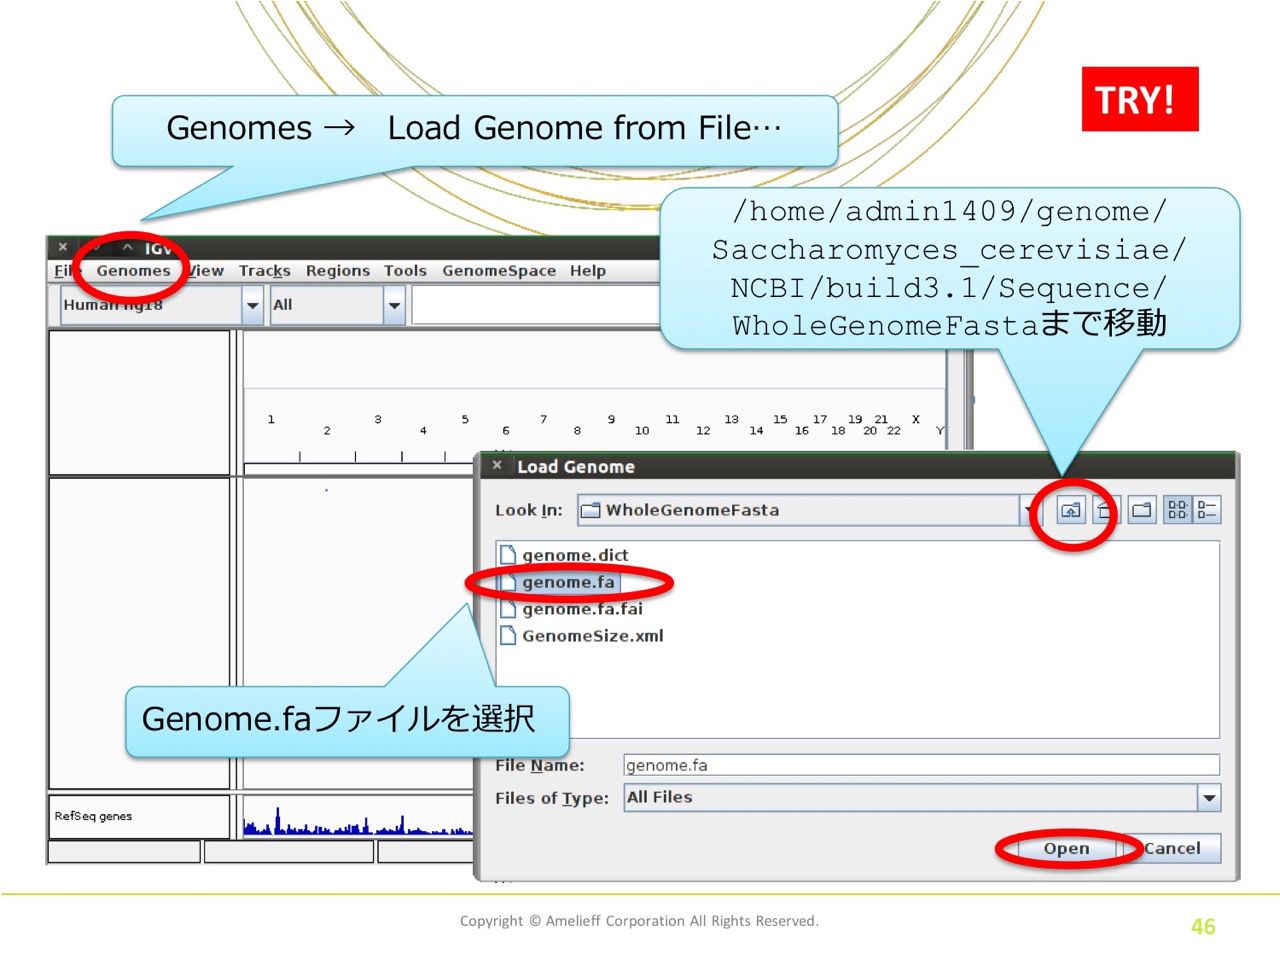 TRY!
Genomes → Load Genome from File…
/home/admin1409/genome/
Saccharomyces_cerevisiae/
NCBI/build3.1/Sequence/
WholeGenomeFastaまで移動
IGV
File Genomes View Tracks Regions Tools GenomeSpace Help
Human hg18 All
1 3 5 7 9 11 13 15 17 19 21 X
2 4 6 8 10 12 14 16 18 20 22 Y
Load Genome
Look In: WholeGenomeFasta
genome.dict
genome.fa
genome.fa.fai
GenomeSize.xml
Genome.faファイルを選択
File Name: genome.fa
Files of Type: All Files
RefSeq genes
Open Cancel
Copyright © Amelieff Corporation All Rights Reserved.
46